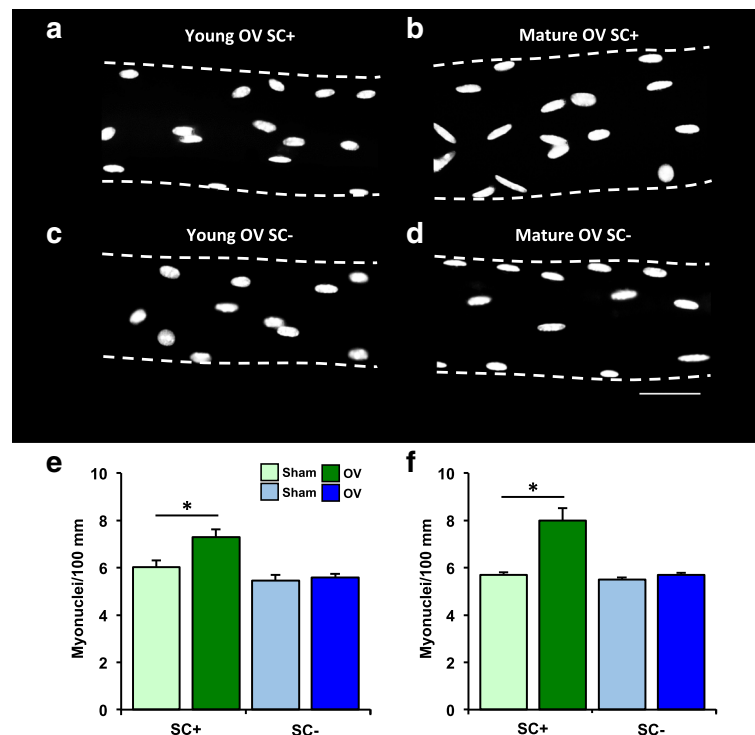 a
Young OV SC+
b
Mature OV SC+
c
Young OV SC-
d
Mature OV SC-
e
Sham OV
Sham OV
Myonuclei/100 mm
10
8
6
4
2
0
*
SC+ SC-
f
Myonuclei/100 mm
10
8
6
4
2
0
*
SC+ SC-